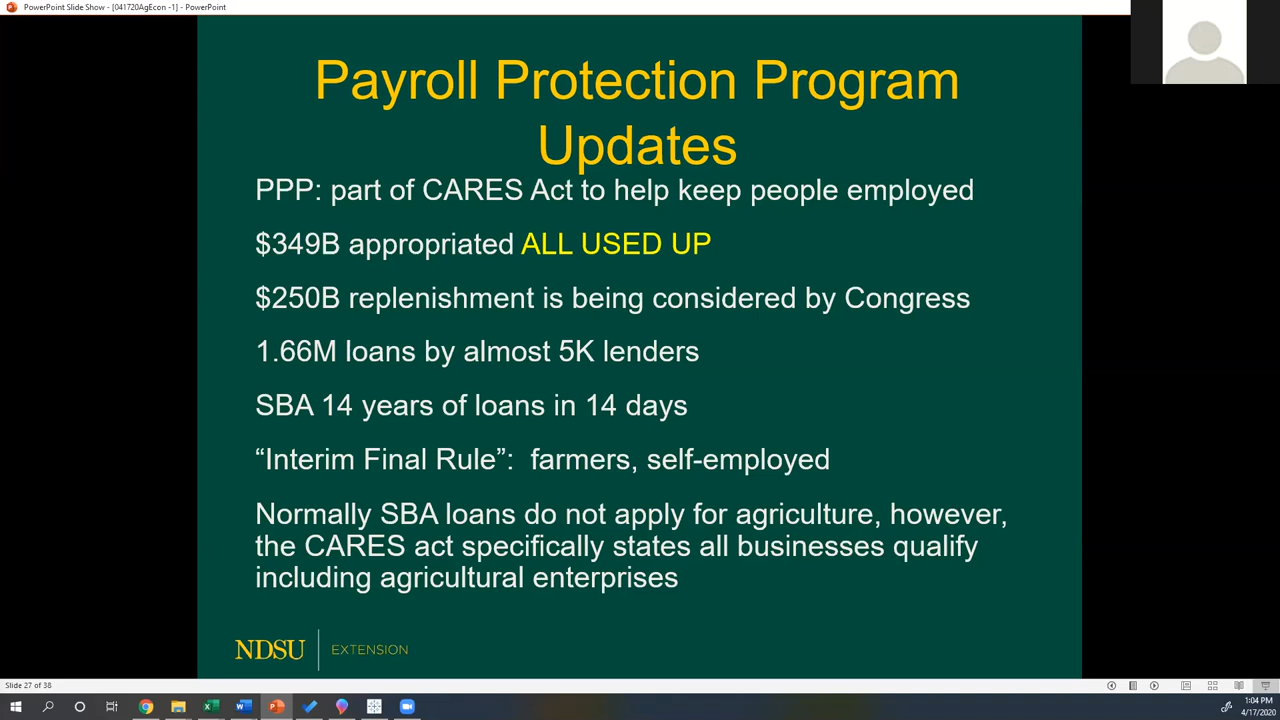 PowerPoint Slide Show - [041720AgEcon -1] - PowerPoint
Payroll Protection Program
Updates
PPP: part of CARES Act to help keep people employed
$349B appropriated ALL USED UP
$250B replenishment is being considered by Congress
1.66M loans by almost 5K lenders
SBA 14 years of loans in 14 days
“Interim Final Rule”:  farmers, self-employed
Normally SBA loans do not apply for agriculture, however,
the CARES act specifically states all businesses qualify
including agricultural enterprises
NDSU EXTENSION
Slide 27 of 38
1:04 PM
4/17/2020